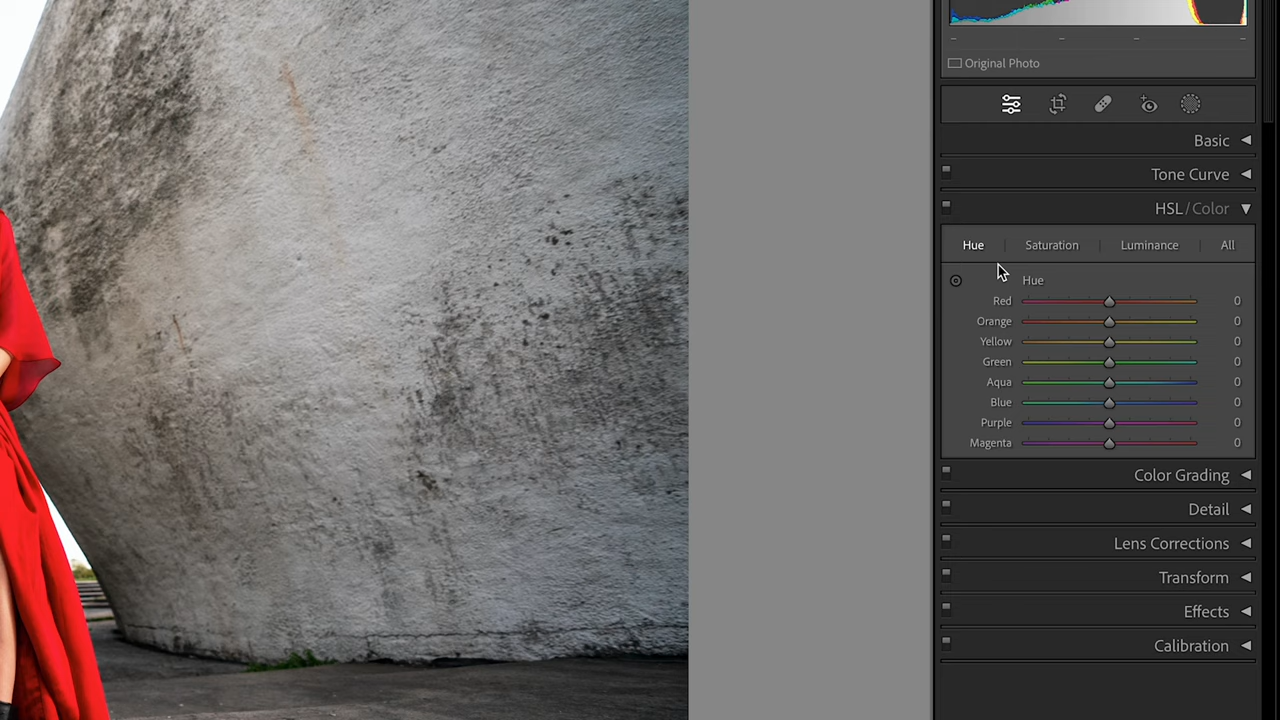 Original Photo
Basic
Tone Curve
HSL / Color
Hue Saturation Luminance All
Hue
Red 0
Orange 0
Yellow 0
Green 0
Aqua 0
Blue 0
Purple 0
Magenta 0
Color Grading
Detail
Lens Corrections
Transform
Effects
Calibration